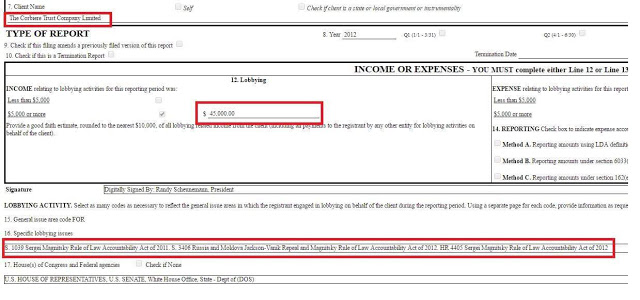 7. Client Name
Self
Check if client is a state or local government or instrumentality
The Corbiere Trust Company Limited
TYPE OF REPORT
8. Year 2012
Q1 (1/1 - 3/31)
Q2 (4/1 - 6/30)
9. Check if this filing amends a previously filed version of this report
10. Check if this is a Termination Report
Termination Date
INCOME OR EXPENSES - YOU MUST complete either Line 12 or Line 13
12. Lobbying
INCOME relating to lobbying activities for this reporting period was:
EXPENSE relating to lobbying activities for this report
Less than $5,000
Less than $5,000
$5,000 or more
$ 45,000.00
$5,000 or more
Provide a good faith estimate, rounded to the nearest $10,000, of all lobbying related income from the client (including all payments to the registrant by any other entity for lobbying activities on
behalf of the client).
14. REPORTING Check box to indicate expense acco
Method A. Reporting amounts using LDA definitio
Method B. Reporting amounts under section 6033(
Method C. Reporting amounts under section 162(e
Signature
Digitally Signed By: Randy Scheunemann, President
LOBBYING ACTIVITY. Select as many codes as necessary to reflect the general issue areas in which the registrant engaged in lobbying on behalf of the client during the reporting period. Using a separate page for each code, provide information as reques
15. General issue area code FOR
16. Specific lobbying issues
S. 1039 Sergei Magnitsky Rule of Law Accountability Act of 2011, S. 3406 Russia and Moldova Jackson-Vanik Repeal and Magnitsky Rule of Law Accountability Act of 2012, HR 4405 Sergei Magnitsky Rule of Law Accountability Act of 2012
17. House(s) of Congress and Federal agencies
Check if None
U.S. HOUSE OF REPRESENTATIVES, U.S. SENATE, White House Office, State - Dept of (DOS)